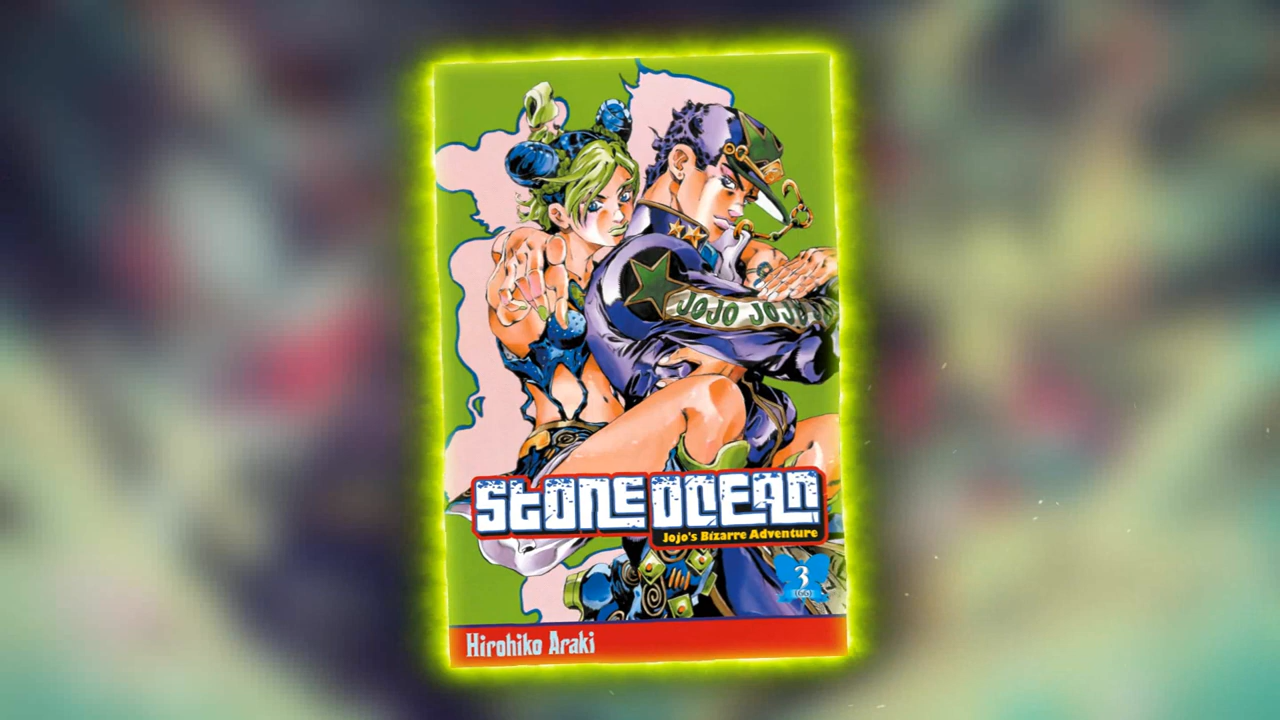 JOJO JOJO
STONE OCEAN
Jojo's Bizarre Adventure
3
Hirohiko Araki